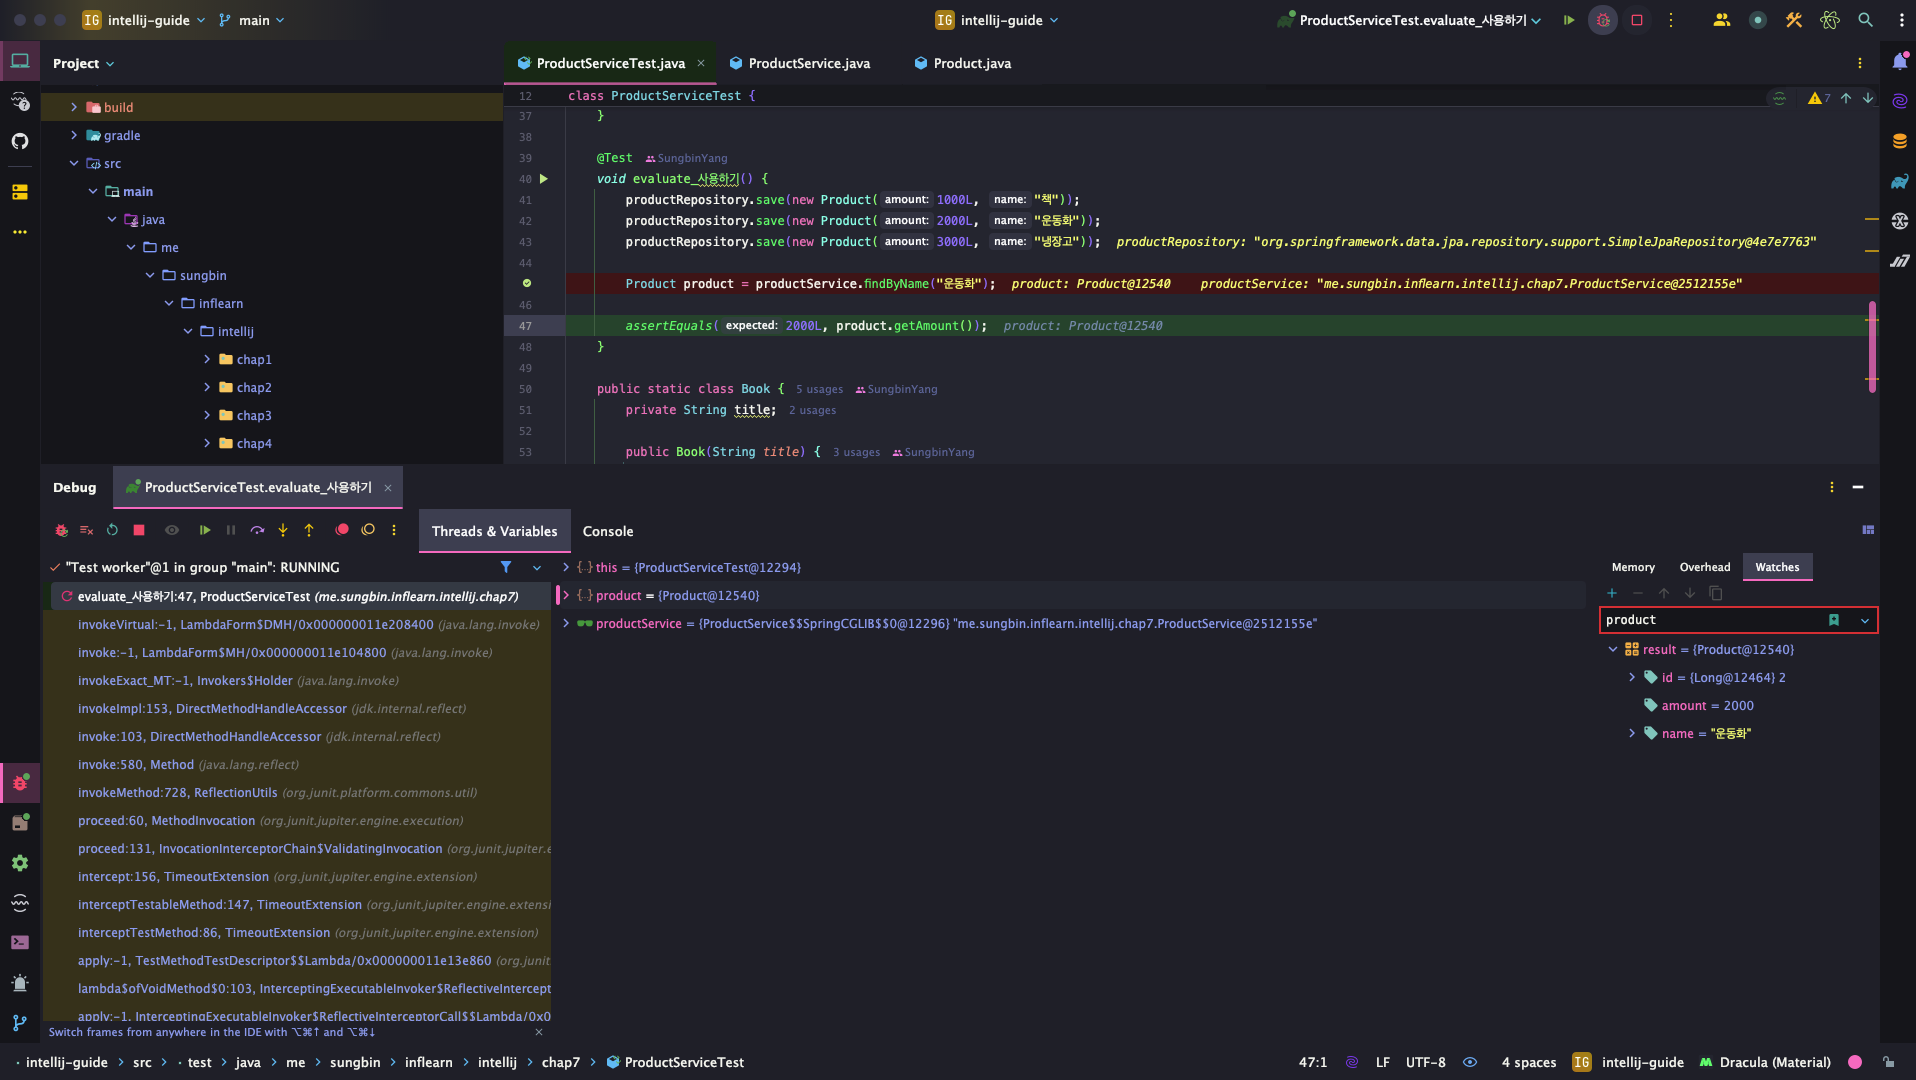 IG intellij-guide main
IG intellij-guide
ProductServiceTest.evaluate_사용하기
Project
build
gradle
src
main
java
me
sungbin
inflearn
intellij
chap1
chap2
chap3
chap4
ProductServiceTest.java ProductService.java Product.java
12 class ProductServiceTest {
7
37 }
38
39 @Test SungbinYang
40 void evaluate_사용하기() {
41 productRepository.save(new Product( amount: 1000L, name: "책"));
42 productRepository.save(new Product( amount: 2000L, name: "운동화"));
43 productRepository.save(new Product( amount: 3000L, name: "냉장고")); productRepository: "org.springframework.data.jpa.repository.support.SimpleJpaRepository@4e7e7763"
44
Product product = productService.findByName("운동화"); product: Product@12540 productService: "me.sungbin.inflearn.intellij.chap7.ProductService@2512155e"
46
47 assertEquals( expected: 2000L, product.getAmount()); product: Product@12540
48 }
49
50 public static class Book { 5 usages SungbinYang
51 private String title; 2 usages
52
53 public Book(String title) { 3 usages SungbinYang
Debug ProductServiceTest.evaluate_사용하기
Threads & Variables Console
"Test worker"@1 in group "main": RUNNING
evaluate_사용하기:47, ProductServiceTest (me.sungbin.inflearn.intellij.chap7)
invokeVirtual:-1, LambdaForm$DMH/0x000000011e208400 (java.lang.invoke)
invoke:-1, LambdaForm$MH/0x000000011e104800 (java.lang.invoke)
invokeExact_MT:-1, Invokers$Holder (java.lang.invoke)
invokeImpl:153, DirectMethodHandleAccessor (jdk.internal.reflect)
invoke:103, DirectMethodHandleAccessor (jdk.internal.reflect)
invoke:580, Method (java.lang.reflect)
invokeMethod:728, ReflectionUtils (org.junit.platform.commons.util)
proceed:60, MethodInvocation (org.junit.jupiter.engine.execution)
proceed:131, InvocationInterceptorChain$ValidatingInvocation (org.junit.jupiter.e
intercept:156, TimeoutExtension (org.junit.jupiter.engine.extension)
interceptTestableMethod:147, TimeoutExtension (org.junit.jupiter.engine.extensi
interceptTestMethod:86, TimeoutExtension (org.junit.jupiter.engine.extension)
apply:-1, TestMethodTestDescriptor$$Lambda/0x000000011e13e860 (org.junit
lambda$ofVoidMethod$0:103, InterceptingExecutableInvoker$ReflectiveIntercept
apply:-1, InterceptingExecutableInvoker$ReflectiveInterceptorCall$$Lambda/0x0
Switch frames from anywhere in the IDE with ⌥⌘↑ and ⌥⌘↓
this = {ProductServiceTest@12294}
product = {Product@12540}
productService = {ProductService$$SpringCGLIB$$0@12296} "me.sungbin.inflearn.intellij.chap7.ProductService@2512155e"
Memory Overhead Watches
product
result = {Product@12540}
id = {Long@12464} 2
amount = 2000
name = "운동화"
intellij-guide > src > test > java > me > sungbin > inflearn > intellij > chap7 > ProductServiceTest
47:1 LF UTF-8 4 spaces IG intellij-guide Dracula (Material)